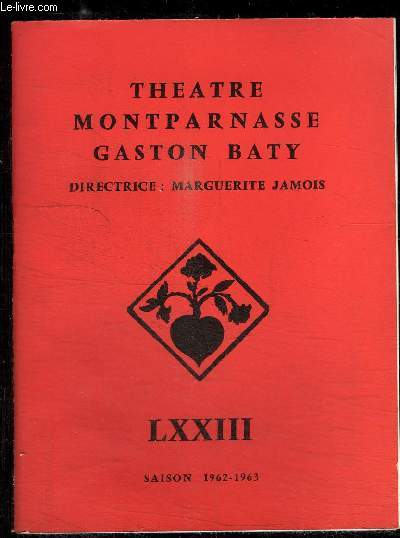 Le-livre.com
THEATRE
MONTPARNASSE
GASTON BATY
DIRECTRICE : MARGUERITE JAMOIS
LXXIII
SAISON 1962-1963